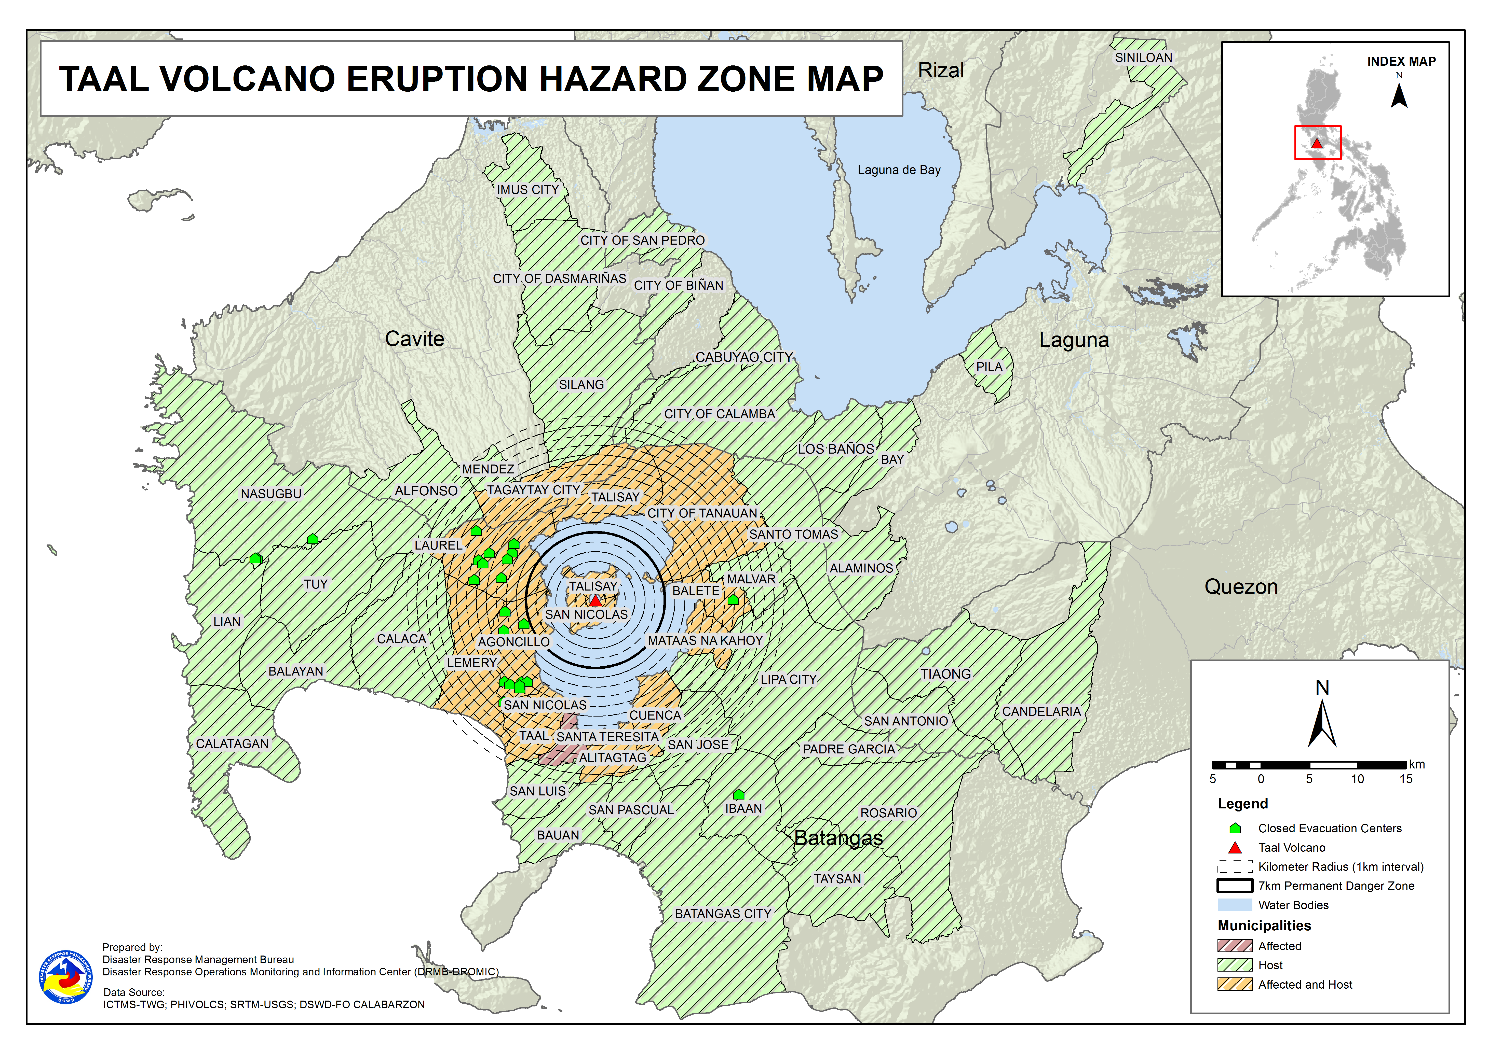 TAAL VOLCANO ERUPTION HAZARD ZONE MAP
Rizal
SINILOAN
INDEX MAP
N
Laguna de Bay
IMUS CITY
CITY OF SAN PEDRO
CITY OF DASMARIÑAS
CITY OF BIÑAN
Cavite
Laguna
CABUYAO CITY
PILA
SILANG
CITY OF CALAMBA
LOS BAÑOS
BAY
MENDEZ
NASUGBU
ALFONSO
TAGAYTAY CITY
TALISAY
CITY OF TANAUAN
SANTO TOMAS
LAUREL
ALAMINOS
TUY
TALISAY
BALETE
MALVAR
Quezon
SAN NICOLAS
LIAN
CALACA
AGONCILLO
MATAAS NA KAHOY
LEMERY
BALAYAN
LIPA CITY
TIAONG
SAN NICOLAS
CUENCA
SAN ANTONIO
CANDELARIA
TAAL
SANTA TERESITA
SAN JOSE
PADRE GARCIA
CALATAGAN
ALITAGTAG
SAN LUIS
SAN PASCUAL
IBAAN
ROSARIO
BAUAN
Batangas
TAYSAN
BATANGAS CITY
N
km
5 0 5 10 15
Legend
Closed Evacuation Centers
Taal Volcano
Kilometer Radius (1km interval)
7km Permanent Danger Zone
Water Bodies
Municipalities
Affected
Host
Affected and Host
Prepared by:
Disaster Response Management Bureau
Disaster Response Operations Monitoring and Information Center (DRMB-DROMIC)
Data Source:
ICTMS-TWG; PHIVOLCS; SRTM-USGS; DSWD-FO CALABARZON